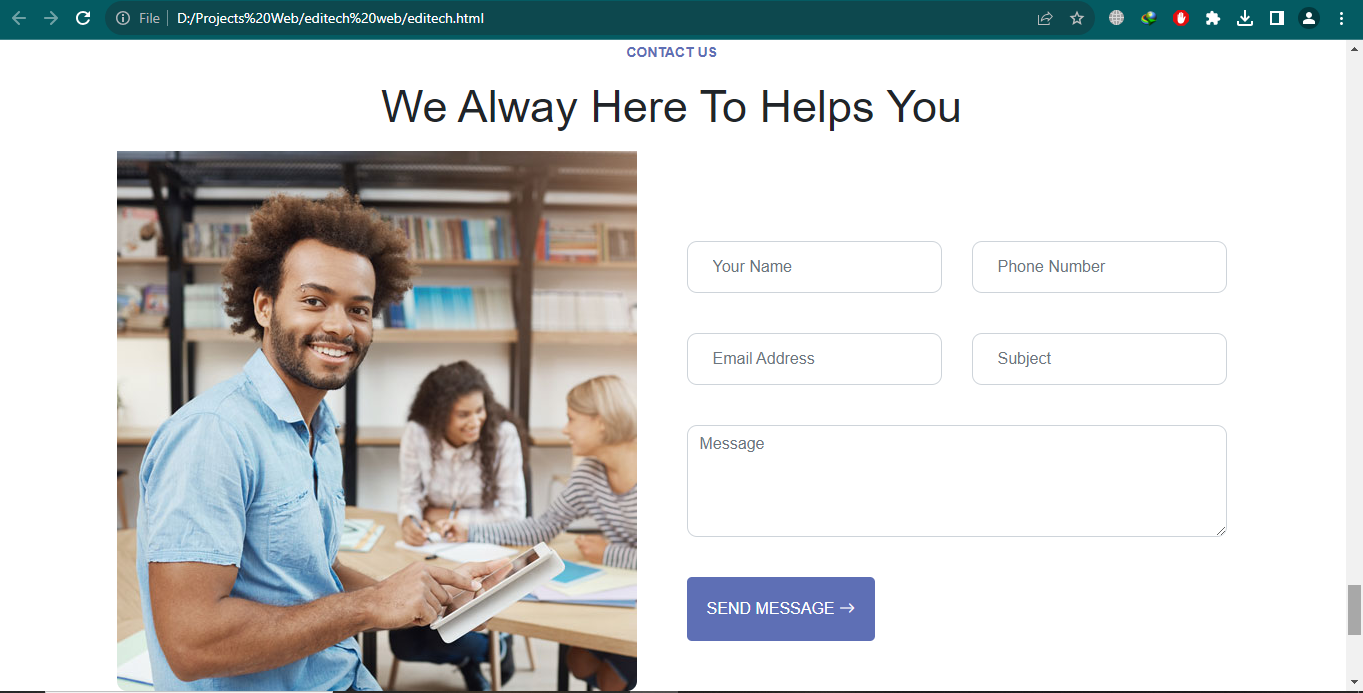 File
D:/Projects%20Web/editech%20web/editech.html
CONTACT US
We Alway Here To Helps You
Your Name
Phone Number
Email Address
Subject
Message
SEND MESSAGE →